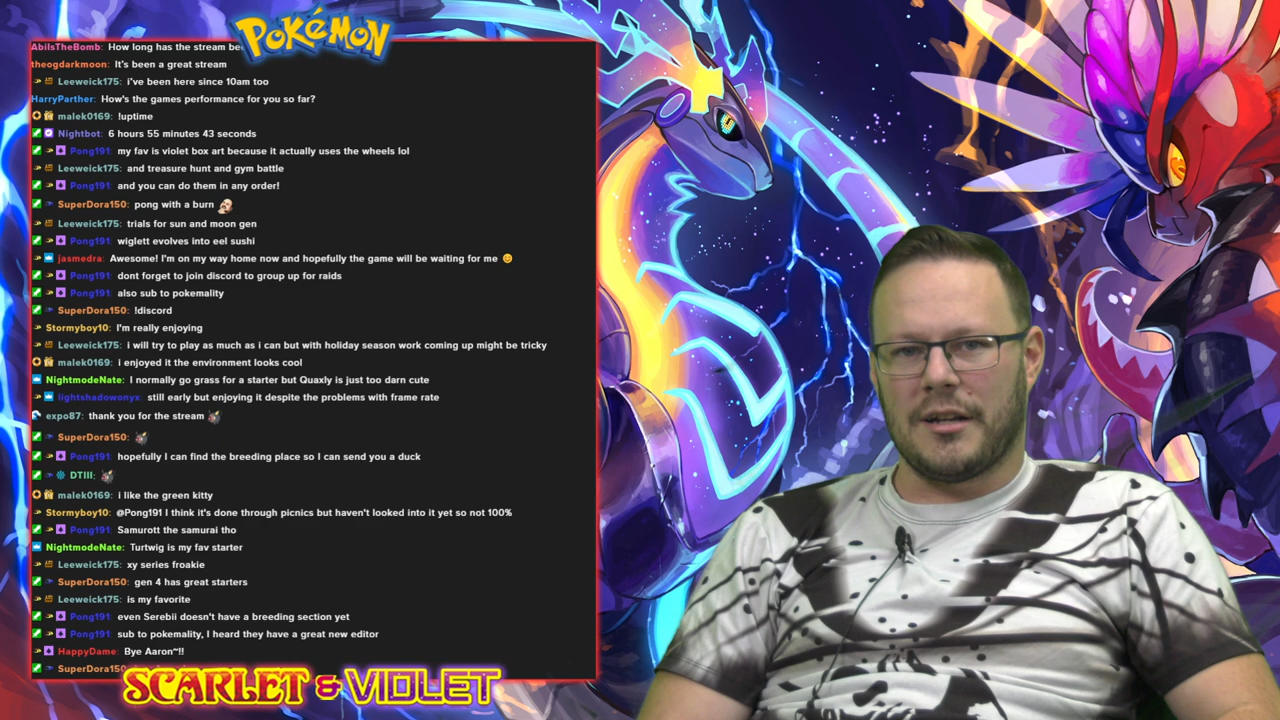 POKÉMON
AbilsTheBomb: How long has the stream
theogdarkmoon: It's been a great stream
Leeweick175: i've been here since 10am too
HarryParther: How's the games performance for you so far?
malek0169: !uptime
Nightbot: 6 hours 55 minutes 43 seconds
Pong191: my fav is violet box art because it actually uses the wheels lol
Leeweick175: and treasure hunt and gym battle
Pong191: and you can do them in any order!
SuperDora150: pong with a burn
Leeweick175: trials for sun and moon gen
Pong191: wiglett evolves into eel sushi
jasmedra: Awesome! I'm on my way home now and hopefully the game will be waiting for me
Pong191: dont forget to join discord to group up for raids
Pong191: also sub to pokemality
SuperDora150: !discord
Stormyboy10: I'm really enjoying
Leeweick175: i will try to play as much as i can but with holiday season work coming up might be tricky
malek0169: i enjoyed it the environment looks cool
NightmodeNate: I normally go grass for a starter but Quaxly is just too darn cute
lightshadowonyx: still early but enjoying it despite the problems with frame rate
expo87: thank you for the stream
SuperDora150:
Pong191: hopefully I can find the breeding place so I can send you a duck
DTIII:
malek0169: i like the green kitty
Stormyboy10: @Pong191 I think it's done through picnics but haven't looked into it yet so not 100%
Pong191: Samurott the samurai tho
NightmodeNate: Turtwig is my fav starter
Leeweick175: xy series froakie
SuperDora150: gen 4 has great starters
Leeweick175: is my favorite
Pong191: even Serebii doesn't have a breeding section yet
Pong191: sub to pokemality, I heard they have a great new editor
HappyDame: Bye Aaron~!!
SuperDora150
SCARLET & VIOLET